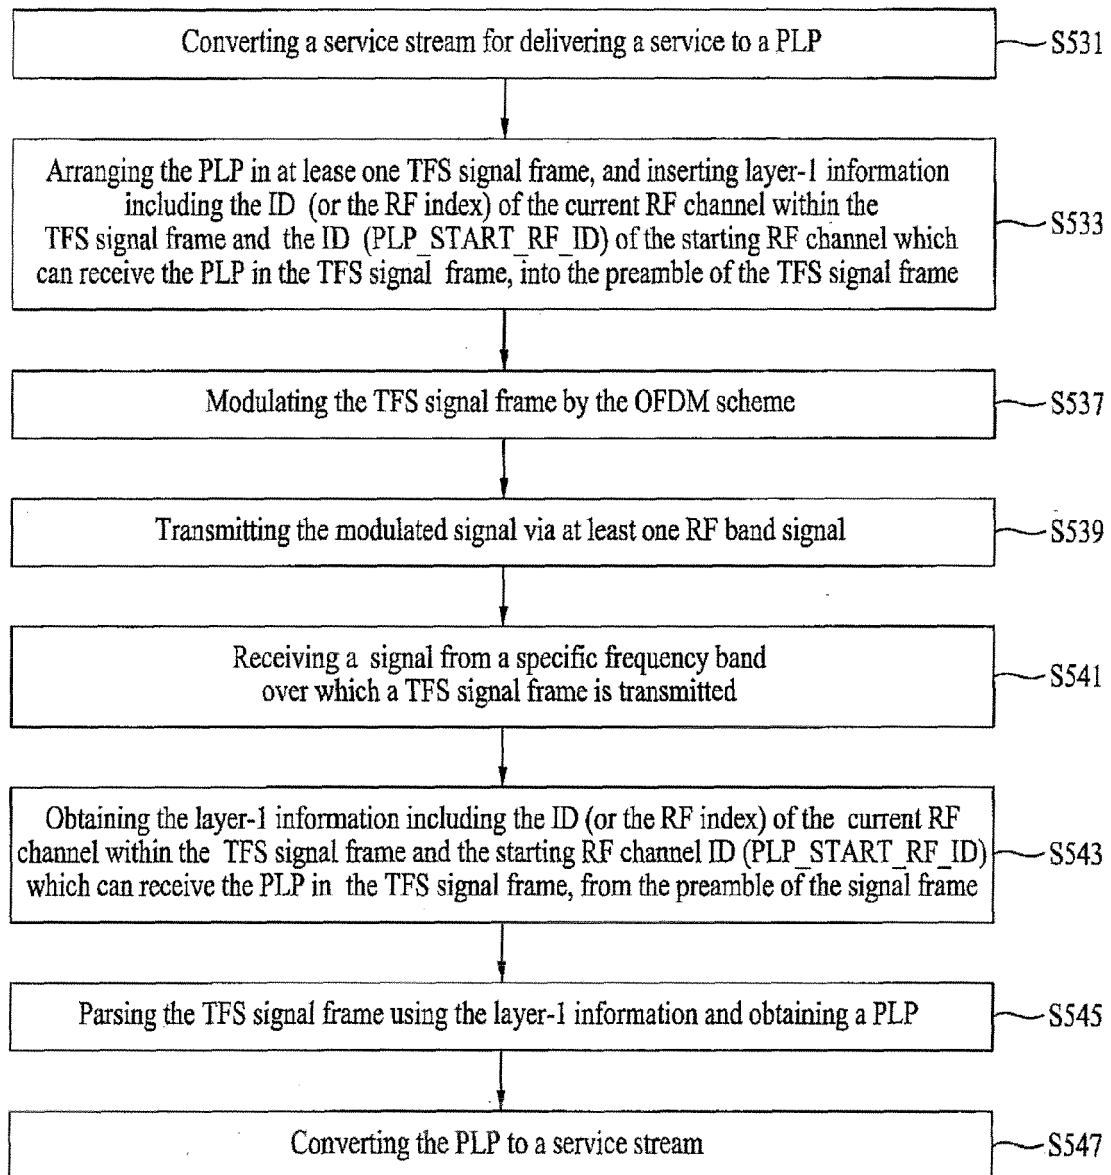 Converting a service stream for delivering a service to a PLP
S531
Arranging the PLP in at lease one TFS signal frame, and inserting layer-1 information
including the ID (or the RF index) of the current RF channel within the
TFS signal frame and the ID (PLP_START_RF_ID) of the starting RF channel which
can receive the PLP in the TFS signal frame, into the preamble of the TFS signal frame
S533
Modulating the TFS signal frame by the OFDM scheme
S537
Transmitting the modulated signal via at least one RF band signal
S539
Receiving a signal from a specific frequency band
over which a TFS signal frame is transmitted
S541
Obtaining the layer-1 information including the ID (or the RF index) of the current RF
channel within the TFS signal frame and the starting RF channel ID (PLP_START_RF_ID)
which can receive the PLP in the TFS signal frame, from the preamble of the signal frame
S543
Parsing the TFS signal frame using the layer-1 information and obtaining a PLP
S545
Converting the PLP to a service stream
S547